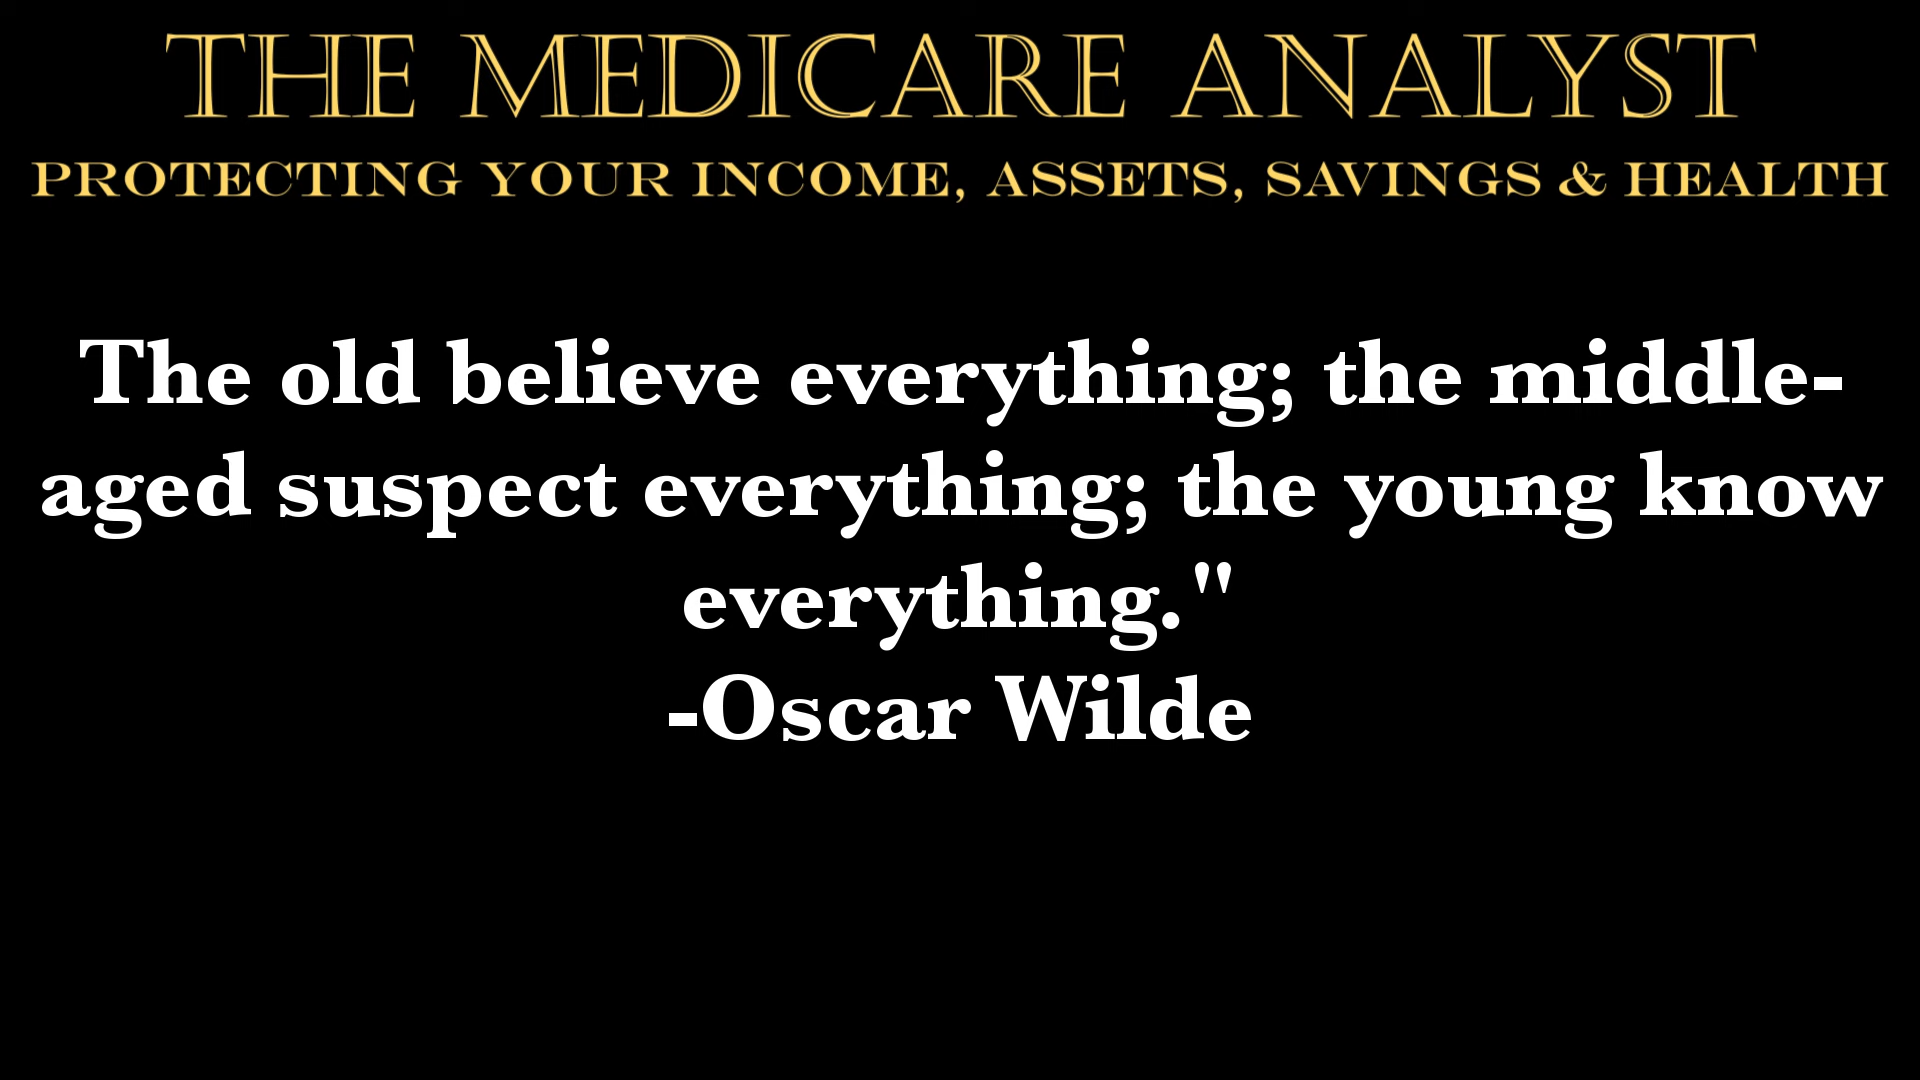 THE MEDICARE ANALYST
PROTECTING YOUR INCOME, ASSETS, SAVINGS & HEALTH
The old believe everything; the middle-
aged suspect everything; the young know
everything."
-Oscar Wilde